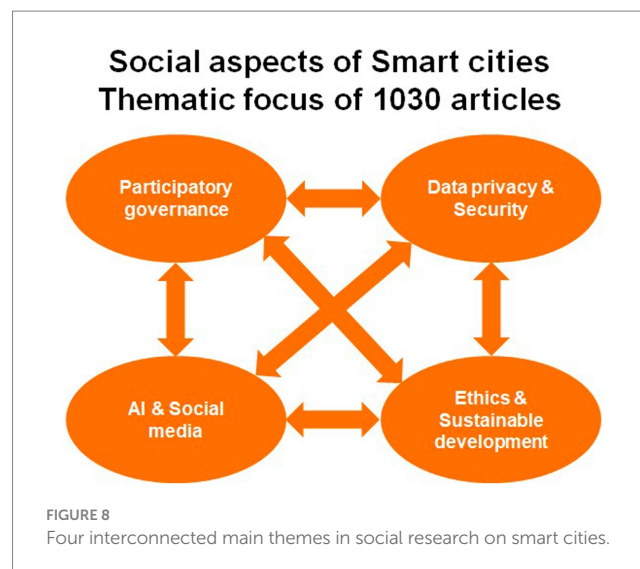 Social aspects of Smart cities
Thematic focus of 1030 articles
Participatory
governance
Data privacy &
Security
AI & Social
media
Ethics &
Sustainable
development
FIGURE 8
Four interconnected main themes in social research on smart cities.